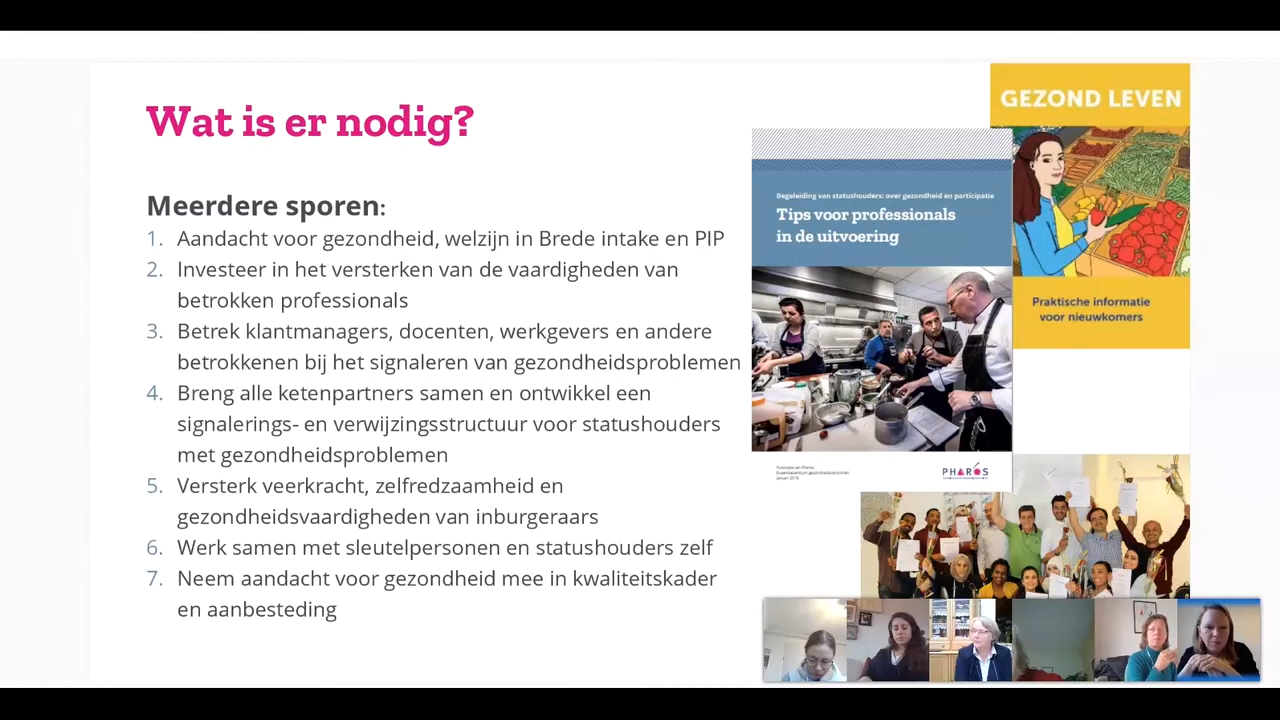 Wat is er nodig?
Meerdere sporen:
1. Aandacht voor gezondheid, welzijn in Brede intake en PIP
2. Investeer in het versterken van de vaardigheden van
betrokken professionals
3. Betrek klantmanagers, docenten, werkgevers en andere
betrokkenen bij het signaleren van gezondheidsproblemen
4. Breng alle ketenpartners samen en ontwikkel een
signalerings- en verwijzingsstructuur voor statushouders
met gezondheidsproblemen
5. Versterk veerkracht, zelfredzaamheid en
gezondheidsvaardigheden van inburgeraars
6. Werk samen met sleutelpersonen en statushouders zelf
7. Neem aandacht voor gezondheid mee in kwaliteitskader
en aanbesteding
GEZOND LEVEN
Praktische informatie
voor nieuwkomers
Begeleiding van statushouders: over gezondheid en participatie
Tips voor professionals
in de uitvoering
PHAROS